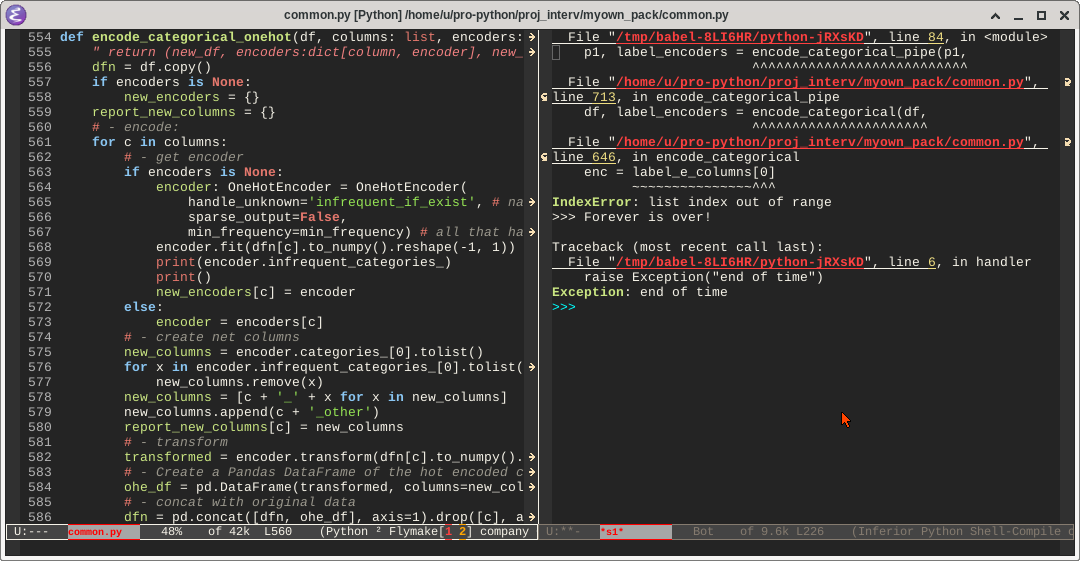 common.py [Python] /home/u/pro-python/proj_interv/myown_pack/common.py
554 def encode_categorical_onehot(df, columns: list, encoders:
555     " return (new_df, encoders:dict[column, encoder], new_
556     dfn = df.copy()
557     if encoders is None:
558         new_encoders = {}
559     report_new_columns = {}
560     # - encode:
561     for c in columns:
562         # - get encoder
563         if encoders is None:
564             encoder: OneHotEncoder = OneHotEncoder(
565                 handle_unknown='infrequent_if_exist', # na
566                 sparse_output=False,
567                 min_frequency=min_frequency) # all that ha
568             encoder.fit(dfn[c].to_numpy().reshape(-1, 1))
569             print(encoder.infrequent_categories_)
570             print()
571             new_encoders[c] = encoder
572         else:
573             encoder = encoders[c]
574         # - create net columns
575         new_columns = encoder.categories_[0].tolist()
576         for x in encoder.infrequent_categories_[0].tolist(
577             new_columns.remove(x)
578         new_columns = [c + '_' + x for x in new_columns]
579         new_columns.append(c + '_other')
580         report_new_columns[c] = new_columns
581         # - transform
582         transformed = encoder.transform(dfn[c].to_numpy().
583         # - Create a Pandas DataFrame of the hot encoded c
584         ohe_df = pd.DataFrame(transformed, columns=new_col
585         # - concat with original data
586         dfn = pd.concat([dfn, ohe_df], axis=1).drop([c], a
U:---  common.py     48%   of 42k  L560   (Python ² Flymake[1 2] company
  File "/tmp/babel-8LI6HR/python-jRXsKD", line 84, in <module>
    p1, label_encoders = encode_categorical_pipe(p1,
                         ^^^^^^^^^^^^^^^^^^^^^^^^^^^
  File "/home/u/pro-python/proj_interv/myown_pack/common.py",
line 713, in encode_categorical_pipe
    df, label_encoders = encode_categorical(df,
                         ^^^^^^^^^^^^^^^^^^^^^^
  File "/home/u/pro-python/proj_interv/myown_pack/common.py",
line 646, in encode_categorical
    enc = label_e_columns[0]
          ~~~~~~~~~~~~~~~^^^
IndexError: list index out of range
>>> Forever is over!
Traceback (most recent call last):
  File "/tmp/babel-8LI6HR/python-jRXsKD", line 6, in handler
    raise Exception("end of time")
Exception: end of time
>>>
U:**-  *s1*          Bot   of 9.6k L226    (Inferior Python Shell-Compile